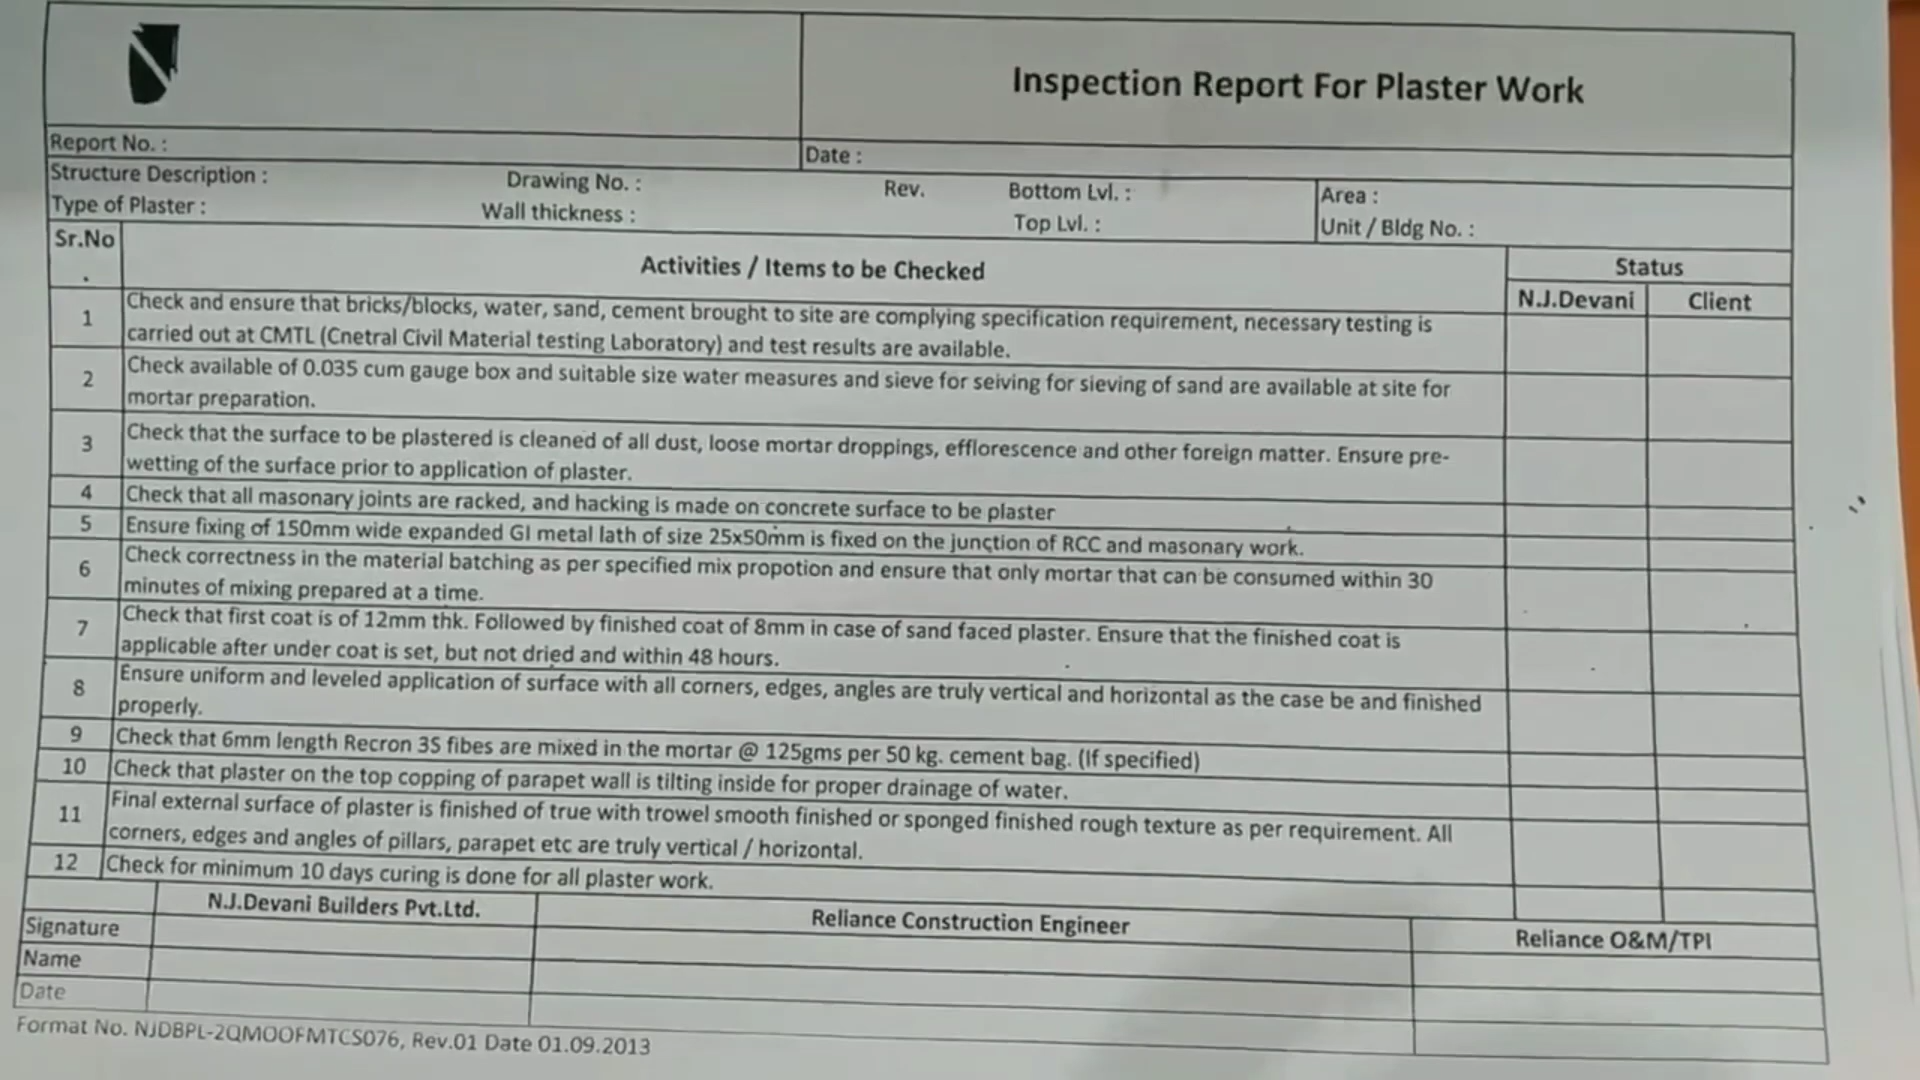 Inspection Report For Plaster Work
Report No. :
Date :
Structure Description :
Drawing No. :
Rev.
Bottom Lvl. :
Area :
Type of Plaster :
Wall thickness :
Top Lvl. :
Unit / Bldg No. :
Sr.No
.
Activities / Items to be Checked
Status
N.J.Devani
Client
1
Check and ensure that bricks/blocks, water, sand, cement brought to site are complying specification requirement, necessary testing is
carried out at CMTL (Cnetral Civil Material testing Laboratory) and test results are available.
2
Check available of 0.035 cum gauge box and suitable size water measures and sieve for seiving for sieving of sand are available at site for
mortar preparation.
3
Check that the surface to be plastered is cleaned of all dust, loose mortar droppings, efflorescence and other foreign matter. Ensure pre-
wetting of the surface prior to application of plaster.
4
Check that all masonary joints are racked, and hacking is made on concrete surface to be plaster
5
Ensure fixing of 150mm wide expanded GI metal lath of size 25x50mm is fixed on the junction of RCC and masonary work.
6
Check correctness in the material batching as per specified mix propotion and ensure that only mortar that can be consumed within 30
minutes of mixing prepared at a time.
7
Check that first coat is of 12mm thk. Followed by finished coat of 8mm in case of sand faced plaster. Ensure that the finished coat is
applicable after under coat is set, but not dried and within 48 hours.
8
Ensure uniform and leveled application of surface with all corners, edges, angles are truly vertical and horizontal as the case be and finished
properly.
9
Check that 6mm length Recron 3S fibes are mixed in the mortar @ 125gms per 50 kg. cement bag. (If specified)
10
Check that plaster on the top copping of parapet wall is tilting inside for proper drainage of water.
11
Final external surface of plaster is finished of true with trowel smooth finished or sponged finished rough texture as per requirement. All
corners, edges and angles of pillars, parapet etc are truly vertical / horizontal.
12
Check for minimum 10 days curing is done for all plaster work.
N.J.Devani Builders Pvt.Ltd.
Reliance Construction Engineer
Reliance O&M/TPI
Signature
Name
Date
Format No. NJDBPL-2QMOOFMTCS076, Rev.01 Date 01.09.2013